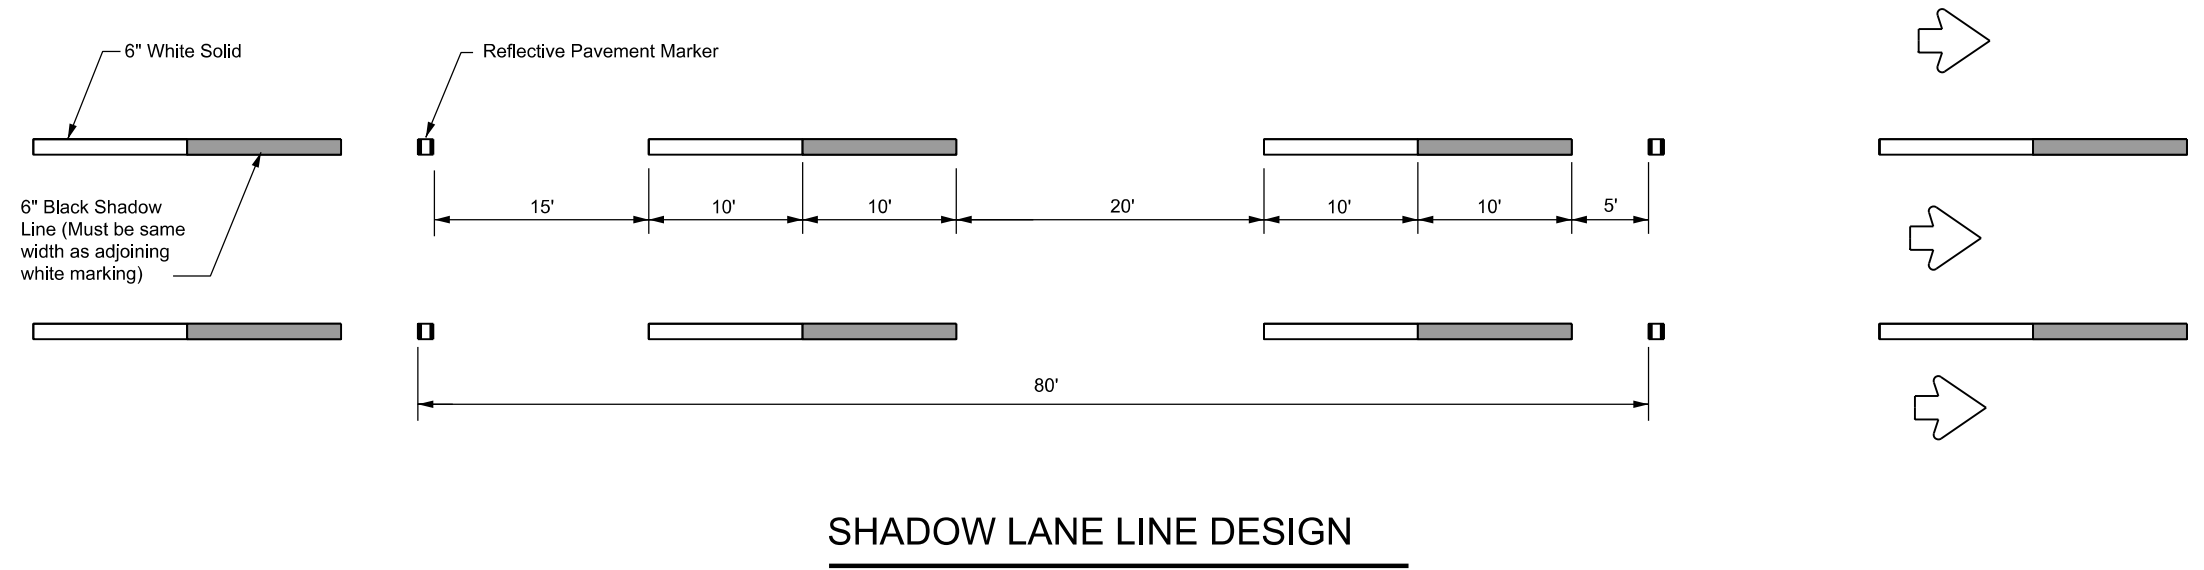 6" White Solid
Reflective Pavement Marker
6" Black Shadow
Line (Must be same
width as adjoining
white marking)
15'
10'
10'
20'
10'
10'
5'
80'
SHADOW LANE LINE DESIGN